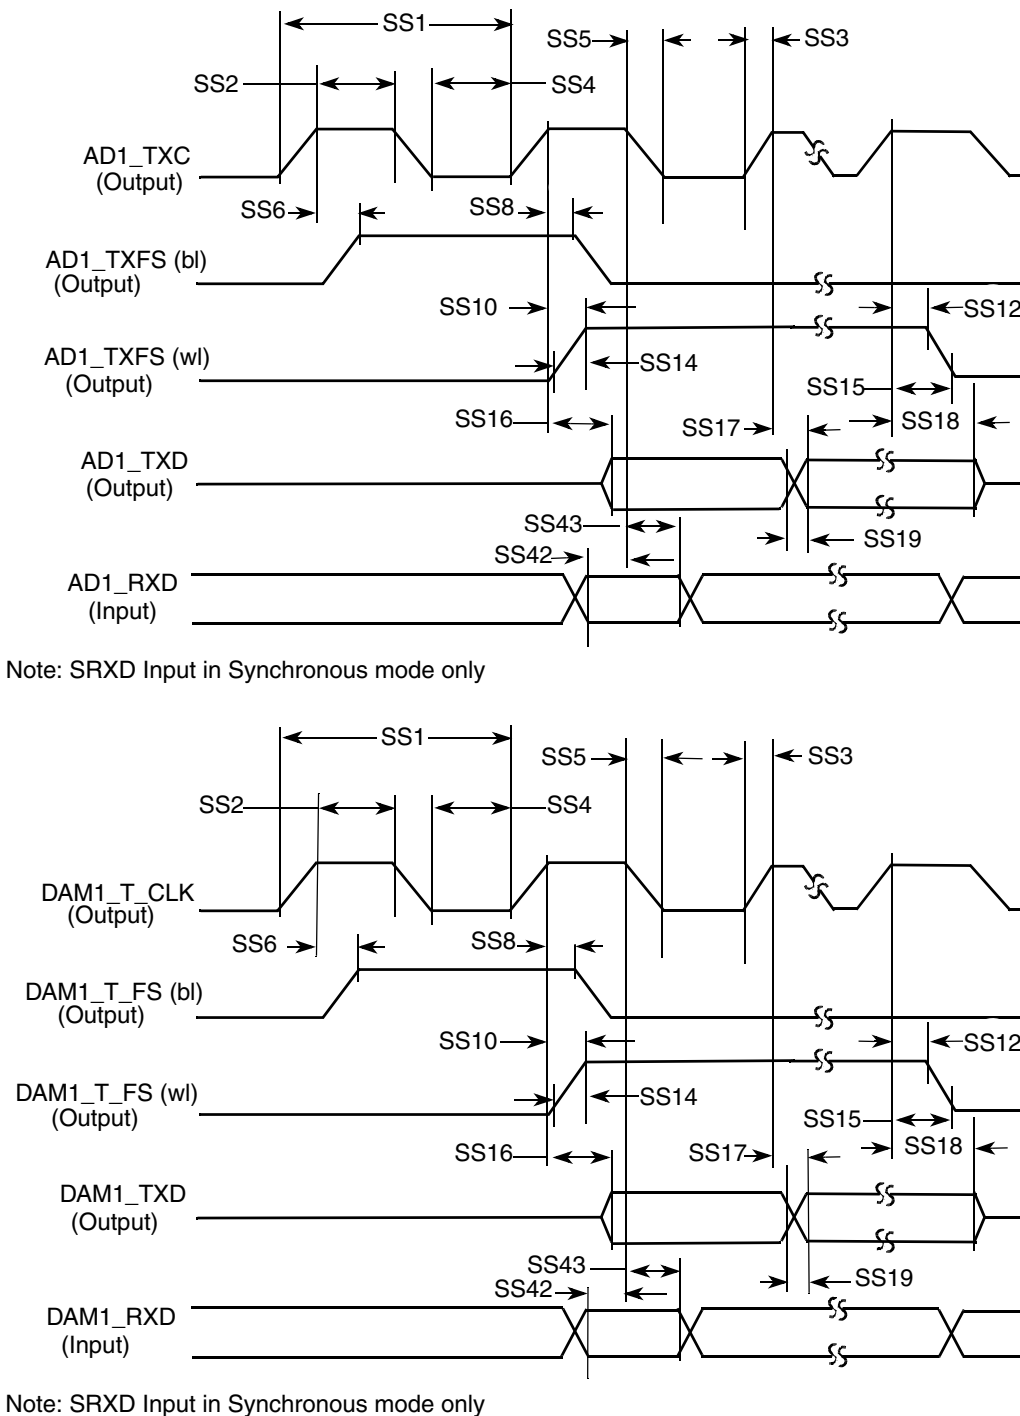 SS1
SS5
SS3
SS2
SS4
AD1_TXC
(Output)
SS6
SS8
AD1_TXFS (bl)
(Output)
SS10
SS12
AD1_TXFS (wl)
(Output)
SS14
SS15
SS16
SS17
SS18
AD1_TXD
(Output)
SS43
SS19
SS42
AD1_RXD
(Input)
Note: SRXD Input in Synchronous mode only
SS1
SS5
SS3
SS2
SS4
DAM1_T_CLK
(Output)
SS6
SS8
DAM1_T_FS (bl)
(Output)
SS10
SS12
DAM1_T_FS (wl)
(Output)
SS14
SS15
SS16
SS17
SS18
DAM1_TXD
(Output)
SS43
SS19
SS42
DAM1_RXD
(Input)
Note: SRXD Input in Synchronous mode only